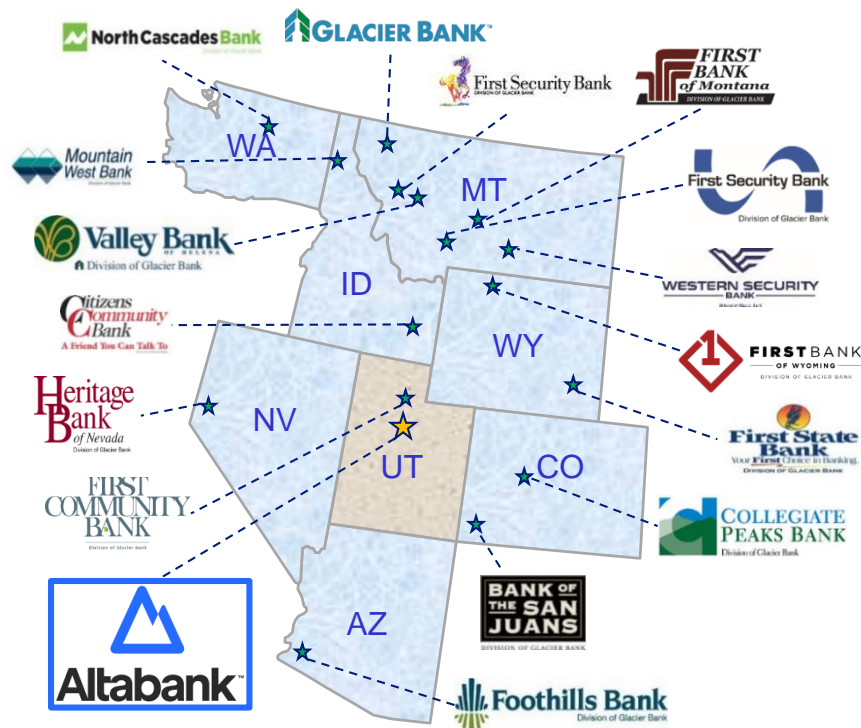 North Cascades Bank
Division of Glacier Bank
GLACIER BANK™
First Security Bank
DIVISION OF GLACIER BANK
FIRST
BANK
of Montana
DIVISION OF GLACIER BANK
Mountain
West Bank
Division of Glacier Bank
WA
MT
First Security Bank
Division of Glacier Bank
Valley Bank
OF HELENA
Division of Glacier Bank
WESTERN SECURITY
BANK
ID
Citizens
Community
Bank
A Friend You Can Talk To
WY
1
FIRSTBANK
OF WYOMING
DIVISION OF GLACIER BANK
Heritage
Bank
of Nevada
Division of Glacier Bank
NV
First State
Bank
Your First Choice in Banking.
DIVISION OF GLACIER BANK
UT
CO
FIRST
COMMUNITY
BANK
Division of Glacier Bank
COLLEGIATE
PEAKS BANK
Division of Glacier Bank
BANK OF
THE SAN
JUANS
DIVISION OF GLACIER BANK
AZ
Altabank™
Foothills Bank
Division of Glacier Bank